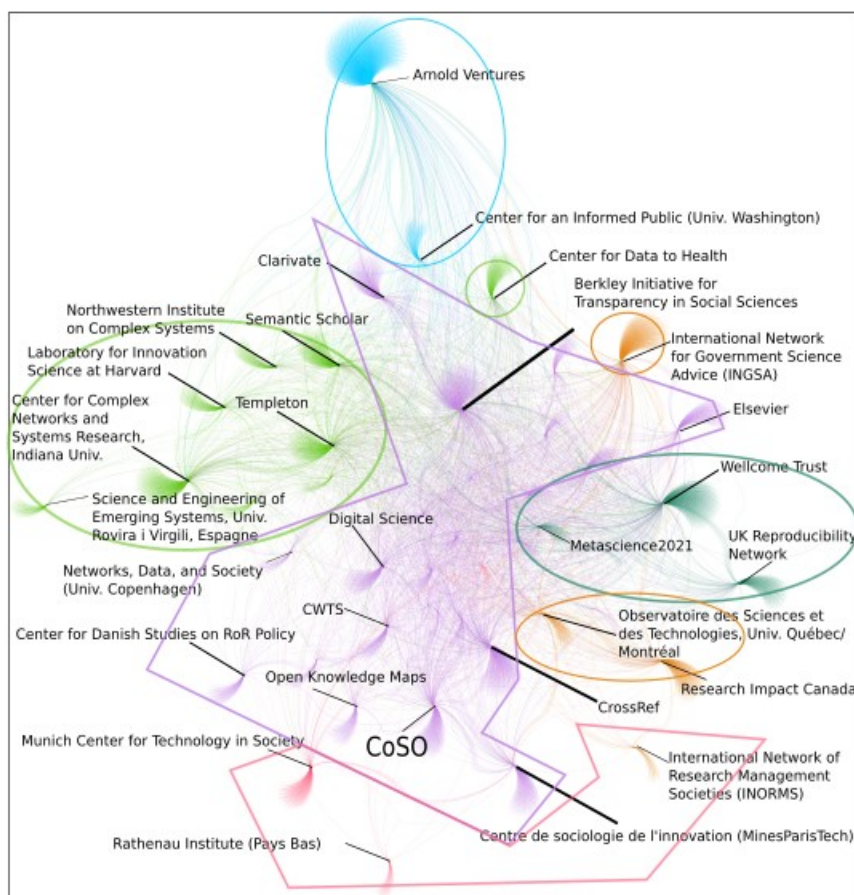 Arnold Ventures
Center for an Informed Public (Univ. Washington)
Clarivate
Center for Data to Health
Berkley Initiative for
Transparency in Social Sciences
Northwestern Institute
on Complex Systems
Semantic Scholar
Laboratory for Innovation
Science at Harvard
International Network
for Government Science
Advice (INGSA)
Center for Complex
Networks and
Systems Research,
Indiana Univ.
Templeton
Elsevier
Wellcome Trust
Science and Engineering of
Emerging Systems, Univ.
Rovira i Virgili, Espagne
Digital Science
Metascience2021
UK Reproducibility
Network
Networks, Data, and Society
(Univ. Copenhagen)
CWTS
Observatoire des Sciences et
des Technologies, Univ. Québec/
Montréal
Center for Danish Studies on RoR Policy
Open Knowledge Maps
Research Impact Canada
CrossRef
Munich Center for Technology in Society
CoSO
International Network of
Research Management
Societies (INORMS)
Centre de sociologie de l'innovation (MinesParisTech)
Rathenau Institute (Pays Bas)